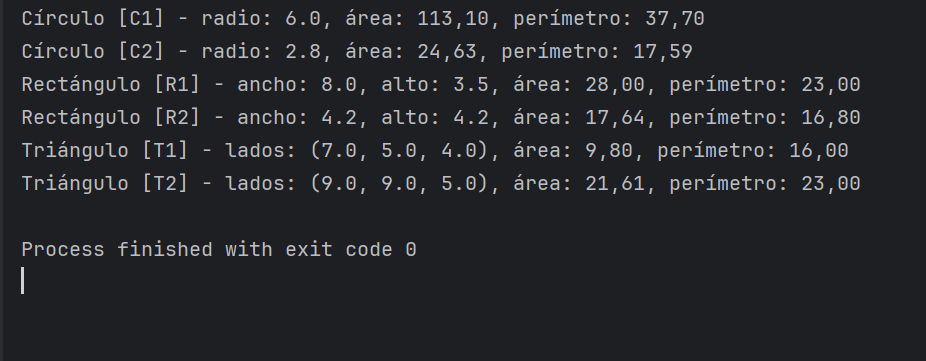 Círculo [C1] - radio: 6.0, área: 113,10, perímetro: 37,70
Círculo [C2] - radio: 2.8, área: 24,63, perímetro: 17,59
Rectángulo [R1] - ancho: 8.0, alto: 3.5, área: 28,00, perímetro: 23,00
Rectángulo [R2] - ancho: 4.2, alto: 4.2, área: 17,64, perímetro: 16,80
Triángulo [T1] - lados: (7.0, 5.0, 4.0), área: 9,80, perímetro: 16,00
Triángulo [T2] - lados: (9.0, 9.0, 5.0), área: 21,61, perímetro: 23,00
Process finished with exit code 0